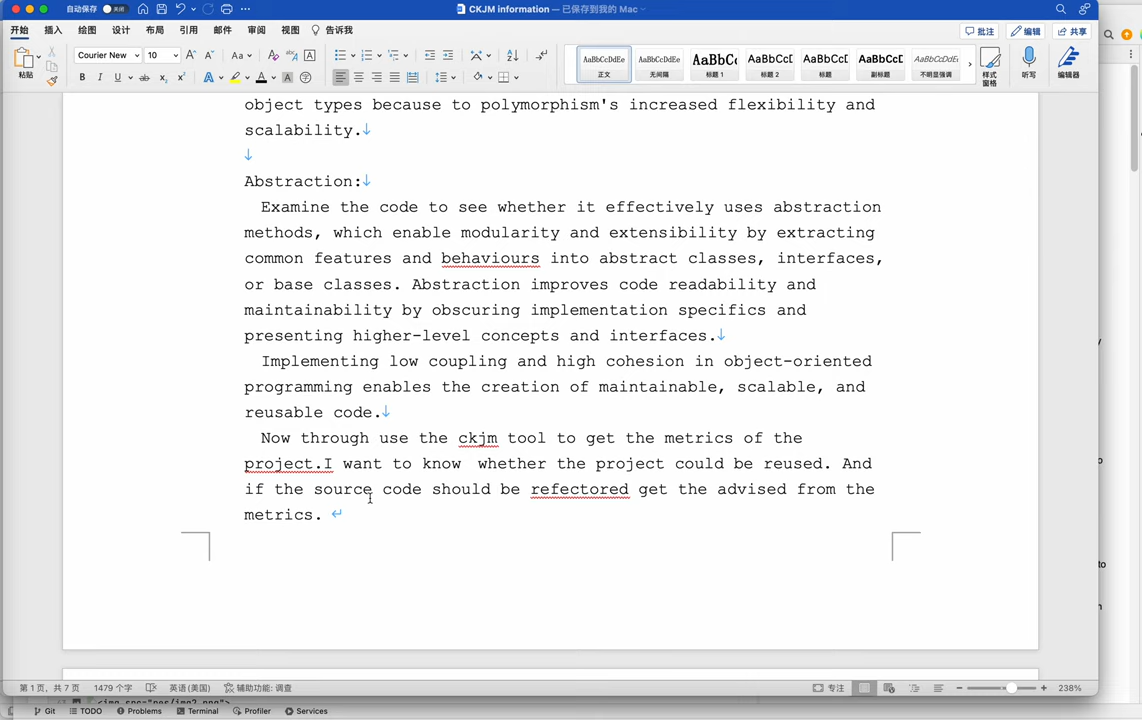 自动保存 关闭 CKJM information — 已保存到我的 Mac
开始 插入 绘图 设计 布局 引用 邮件 审阅 视图 告诉我 批注 编辑 共享
粘贴 Courier New 10 AaBbCcDdEe AaBbCcDdEe AaBbC AaBbCcD AaBbCcD AaBbCcD AaBbCcDdEe
正文 无间隔 标题 1 标题 2 标题 副标题 不明显强调 样式窗格 听写 编辑器
object types because to polymorphism's increased flexibility and
scalability.↓
↓
Abstraction:↓
Examine the code to see whether it effectively uses abstraction
methods, which enable modularity and extensibility by extracting
common features and behaviours into abstract classes, interfaces,
or base classes. Abstraction improves code readability and
maintainability by obscuring implementation specifics and
presenting higher-level concepts and interfaces.↓
Implementing low coupling and high cohesion in object-oriented
programming enables the creation of maintainable, scalable, and
reusable code.↓
Now through use the ckjm tool to get the metrics of the
project.I want to know  whether the project could be reused. And
if the source code should be refectored get the advised from the
metrics. ↵
第1页，共7页 1479 个字 英语(美国) 辅助功能: 调查 专注 238%
Git TODO Problems Terminal Profiler Services